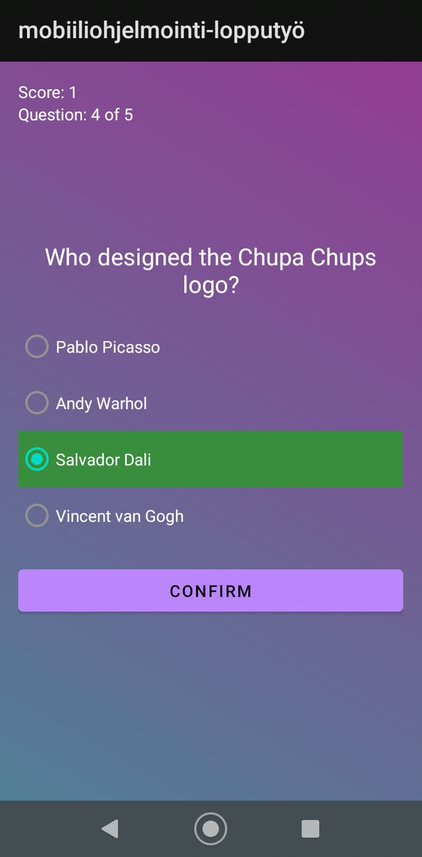 mobiiliohjelmointi-lopputyö
Score: 1
Question: 4 of 5
Who designed the Chupa Chups
logo?
Pablo Picasso
Andy Warhol
Salvador Dali
Vincent van Gogh
CONFIRM